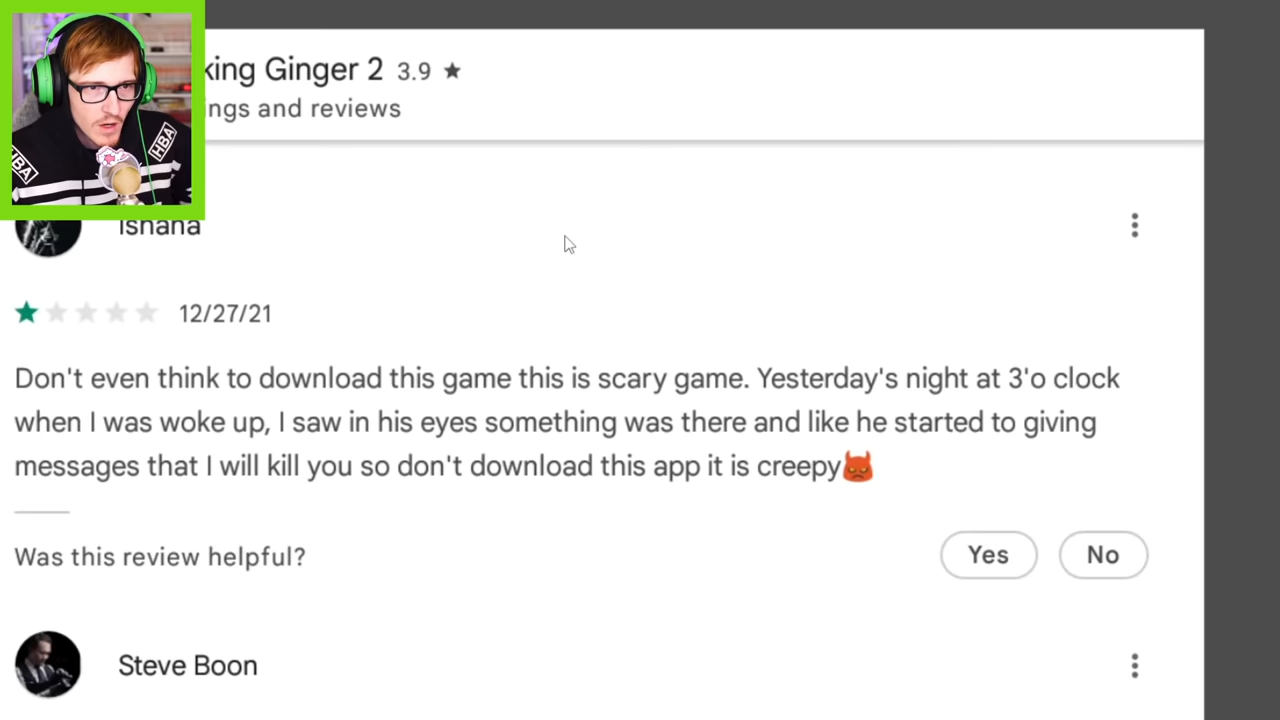 king Ginger 2 3.9 ★
ings and reviews
HBA
HBA
Ishana
12/27/21
Don't even think to download this game this is scary game. Yesterday's night at 3'o clock
when I was woke up, I saw in his eyes something was there and like he started to giving
messages that I will kill you so don't download this app it is creepy👿
Was this review helpful?
Yes
No
Steve Boon